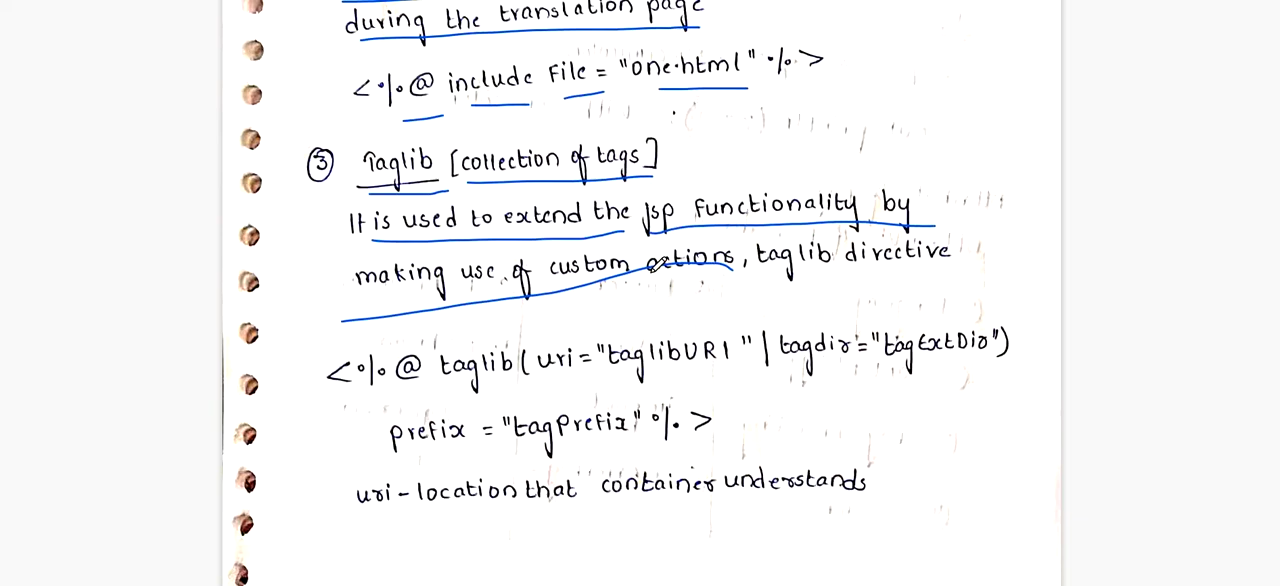 during the translation page
<%@ include File = "one.html" %>
③ Taglib [collection of tags]
It is used to extend the Jsp functionality by
making use of custom actions, taglib directive
<%@ taglib (uri = "taglibURI" | tagdir = "tagExtDir")
prefix = "tagPrefix" %>
uri - location that container understands